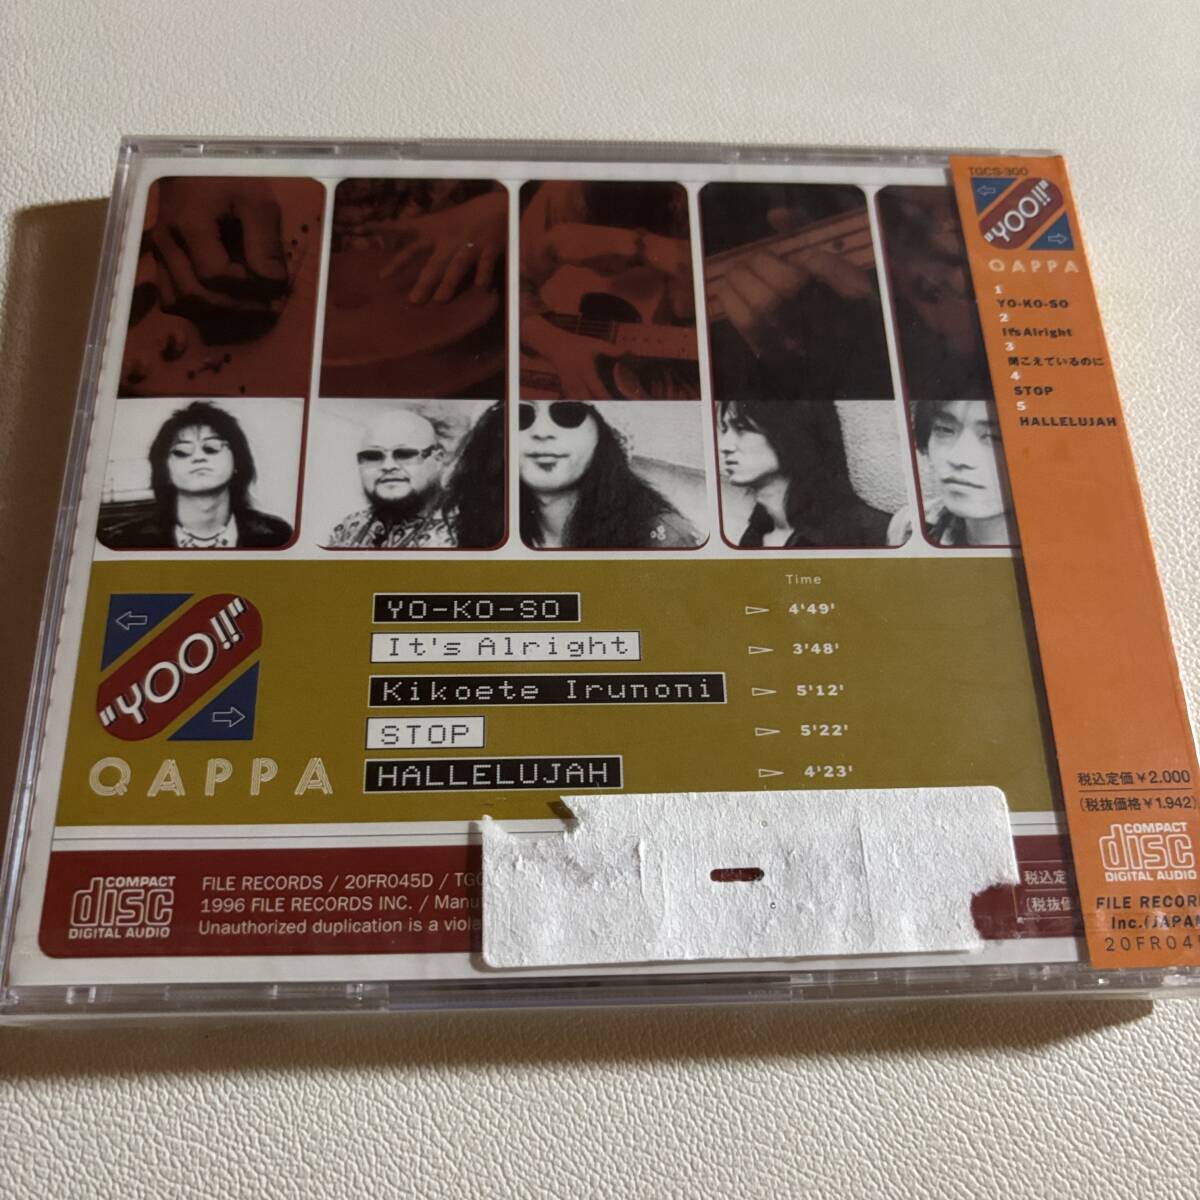 TGCS-300
"YOO!!"
QAPPA
1
YO-KO-SO
2
It's Alright
3
聞こえているのに
4
STOP
5
HALLELUJAH
税込定価¥2.000
(税抜価格¥1.942)
COMPACT
disc
DIGITAL AUDIO
FILE RECOR
Inc.(JAPA
20FR04
"YOO!!"
QAPPA
Time
YO-KO-SO 4'49'
It's Alright 3'48'
Kikoete Irunoni 5'12'
STOP 5'22'
HALLELUJAH 4'23'
COMPACT
disc
DIGITAL AUDIO
FILE RECORDS / 20FR045D / TGC
1996 FILE RECORDS INC. / Manu
Unauthorized duplication is a viola
税込定
(税抜価